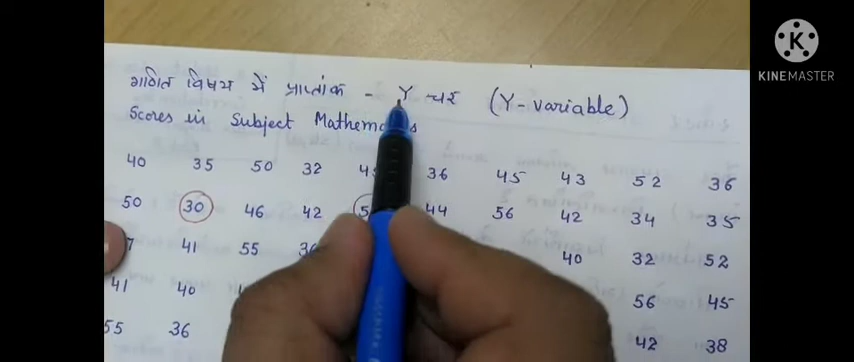 गणित विषय में प्राप्तांक - Y चर (Y-variable)
Scores in Subject Mathematics
40 35 50 32 36 45 43 52 36
50 30 46 42 44 56 42 34 35
41 55 40 32 52
41 40 56 45
55 36 42 38
K
KINEMASTER